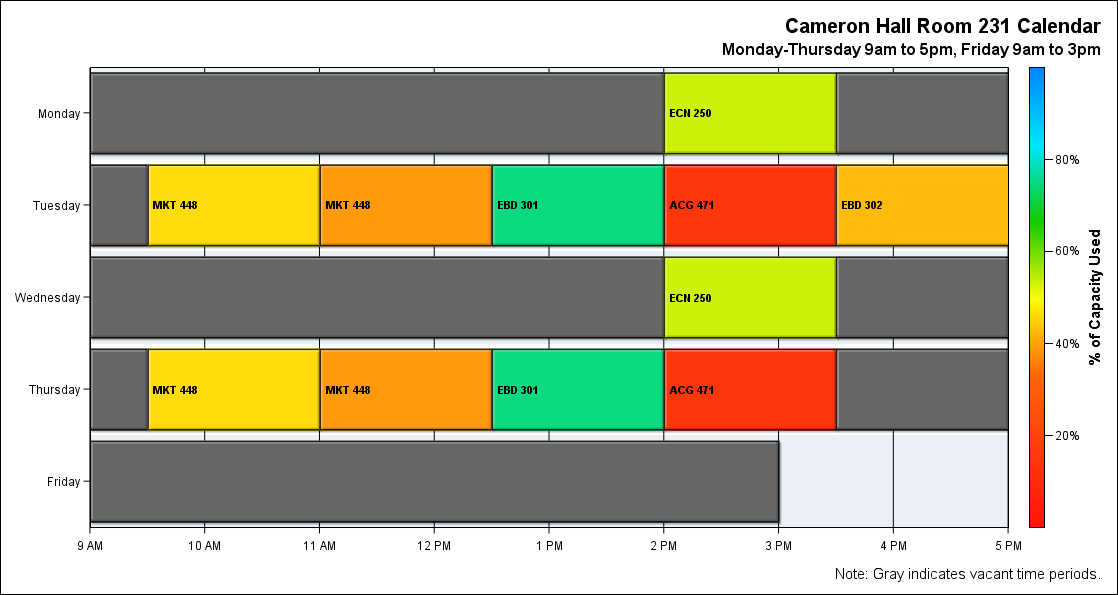 Cameron Hall Room 231 Calendar
Monday-Thursday 9am to 5pm, Friday 9am to 3pm
Monday
ECN 250
Tuesday
MKT 448
MKT 448
EBD 301
ACG 471
EBD 302
Wednesday
ECN 250
Thursday
MKT 448
MKT 448
EBD 301
ACG 471
Friday
9 AM
10 AM
11 AM
12 PM
1 PM
2 PM
3 PM
4 PM
5 PM
80%
60%
40%
20%
% of Capacity Used
Note: Gray indicates vacant time periods.